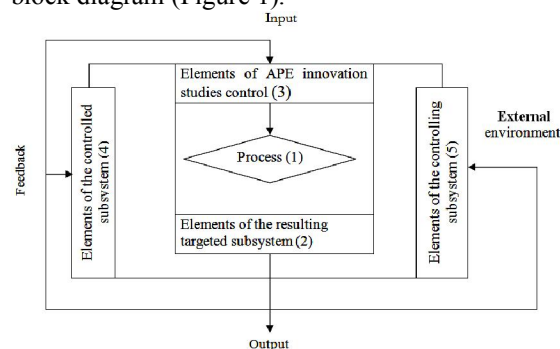 block diagram (Figure 1).
Input
Elements of APE innovation
studies control (3)
Process (1)
Elements of the resulting
targeted subsystem (2)
Feedback
Elements of the controlled
subsystem (4)
Elements of the controlling
subsystem (5)
External
environment
Output